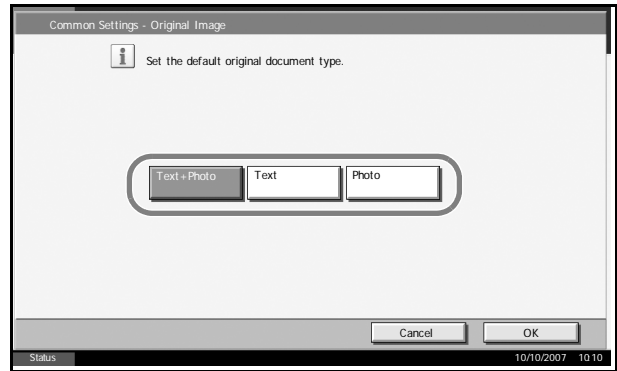 Common Settings - Original Image
i Set the default original document type.
Text+Photo Text Photo
Cancel OK
Status 10/10/2007 10:10